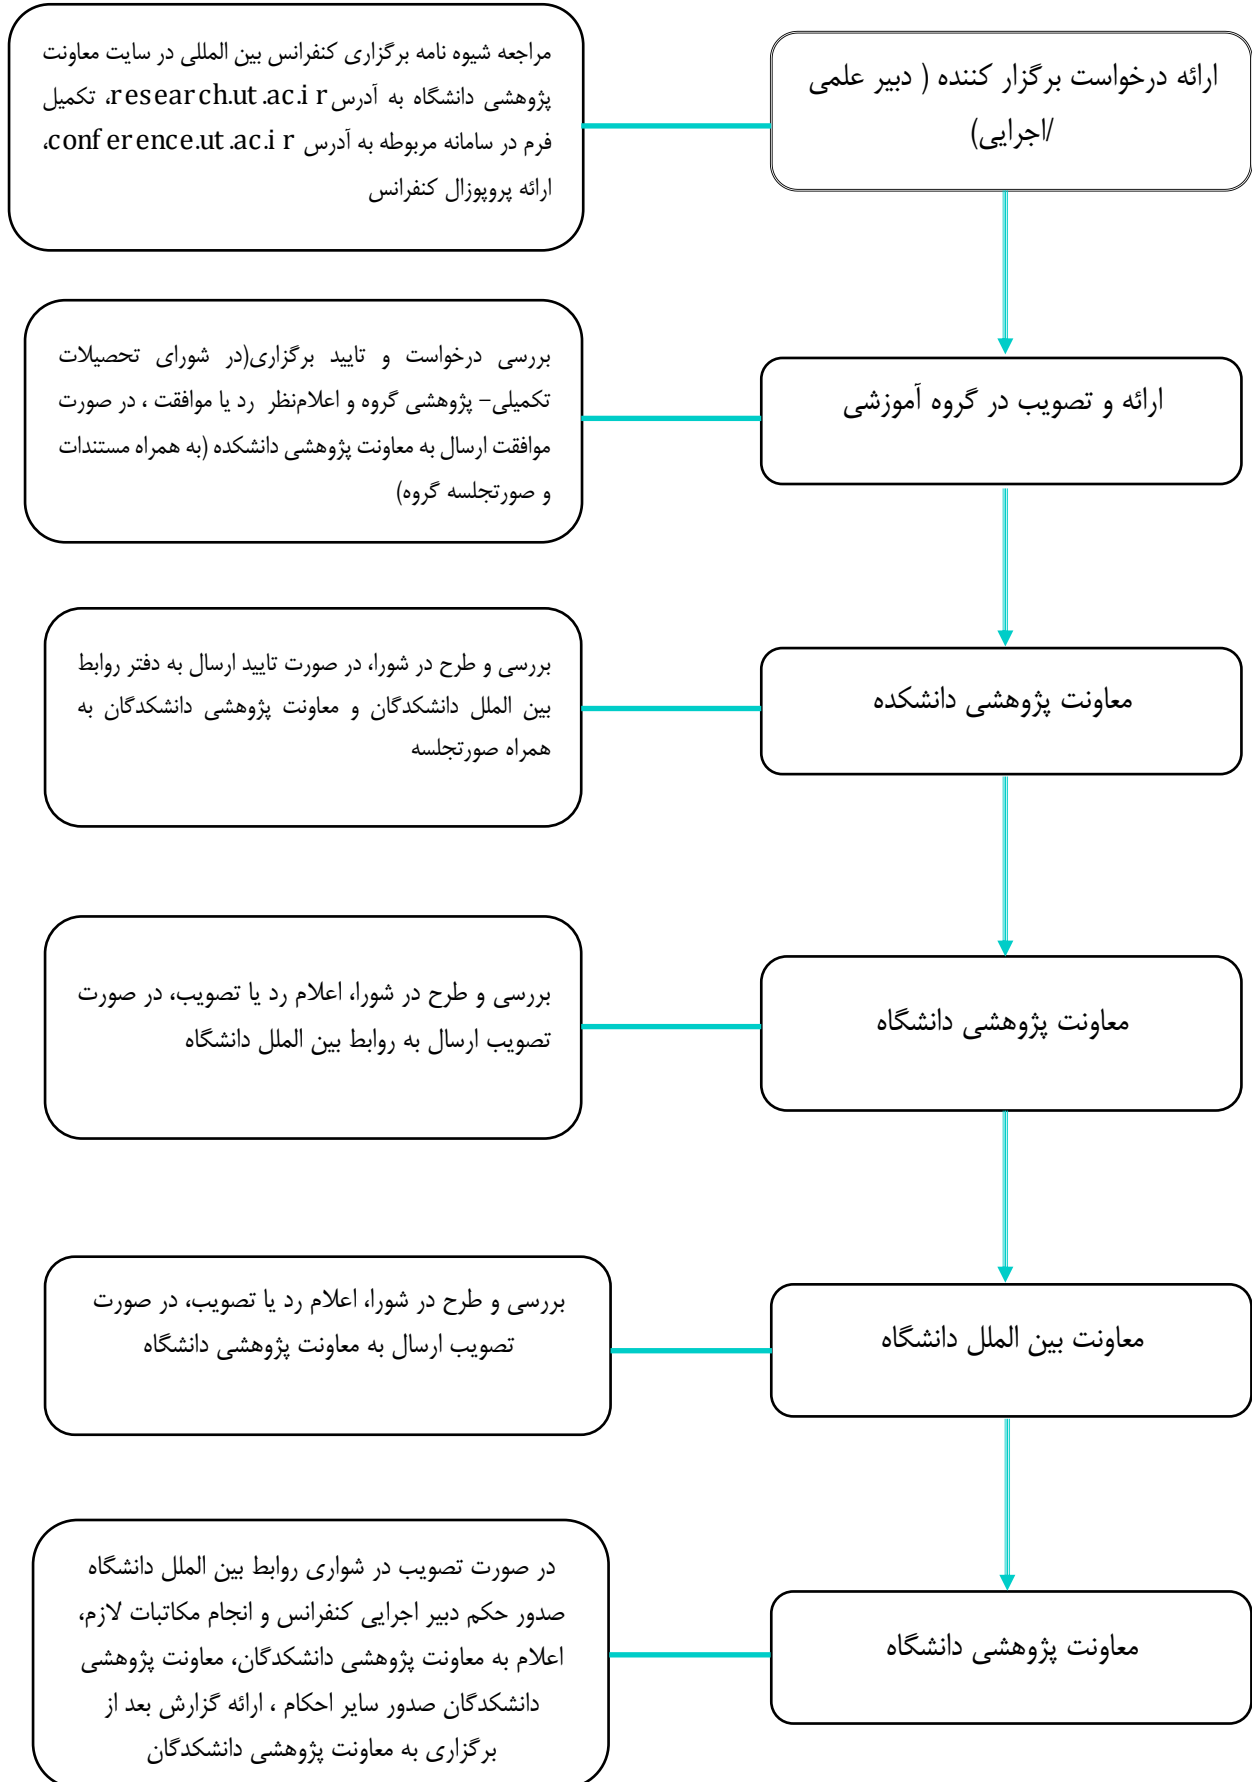 ارائه درخواست برگزار کننده ( دبیر علمی
/اجرایی)
مراجعه شیوه نامه برگزاری کنفرانس بین المللی در سایت معاونت
پژوهشی دانشگاه به آدرس research.ut.ac.ir، تکمیل
فرم در سامانه مربوطه به آدرس conference.ut.ac.ir،
ارائه پروپوزال کنفرانس
ارائه و تصویب در گروه آموزشی
بررسی درخواست و تایید برگزاری(در شورای تحصیلات
تکمیلی– پژوهشی گروه و اعلام‌نظر رد یا موافقت ، در صورت
موافقت ارسال به معاونت پژوهشی دانشکده (به همراه مستندات
و صورتجلسه گروه)
معاونت پژوهشی دانشکده
بررسی و طرح در شورا، در صورت تایید ارسال به دفتر روابط
بین الملل دانشکدگان و معاونت پژوهشی دانشکدگان به
همراه صورتجلسه
معاونت پژوهشی دانشگاه
بررسی و طرح در شورا، اعلام رد یا تصویب، در صورت
تصویب ارسال به روابط بین الملل دانشگاه
معاونت بین الملل دانشگاه
بررسی و طرح در شورا، اعلام رد یا تصویب، در صورت
تصویب ارسال به معاونت پژوهشی دانشگاه
معاونت پژوهشی دانشگاه
در صورت تصویب در شواری روابط بین الملل دانشگاه
صدور حکم دبیر اجرایی کنفرانس و انجام مکاتبات لازم،
اعلام به معاونت پژوهشی دانشکدگان، معاونت پژوهشی
دانشکدگان صدور سایر احکام ، ارائه گزارش بعد از
برگزاری به معاونت پژوهشی دانشکدگان